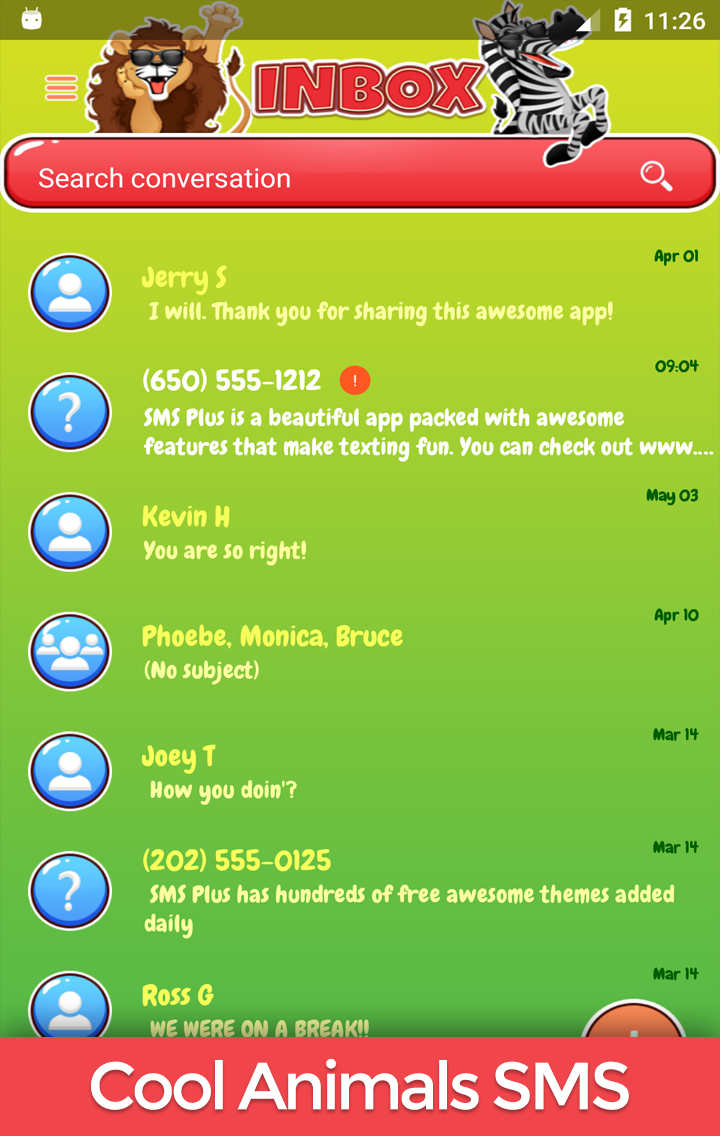 11:26
INBOX
Search conversation
Apr 01
Jerry S
I will. Thank you for sharing this awesome app!
09:04
(650) 555-1212 !
SMS Plus is a beautiful app packed with awesome
features that make texting fun. You can check out www....
May 03
Kevin H
You are so right!
Apr 10
Phoebe, Monica, Bruce
(No subject)
Mar 14
Joey T
How you doin'?
Mar 14
(202) 555-0125
SMS Plus has hundreds of free awesome themes added
daily
Mar 14
Ross G
WE WERE ON A BREAK!!
Cool Animals SMS